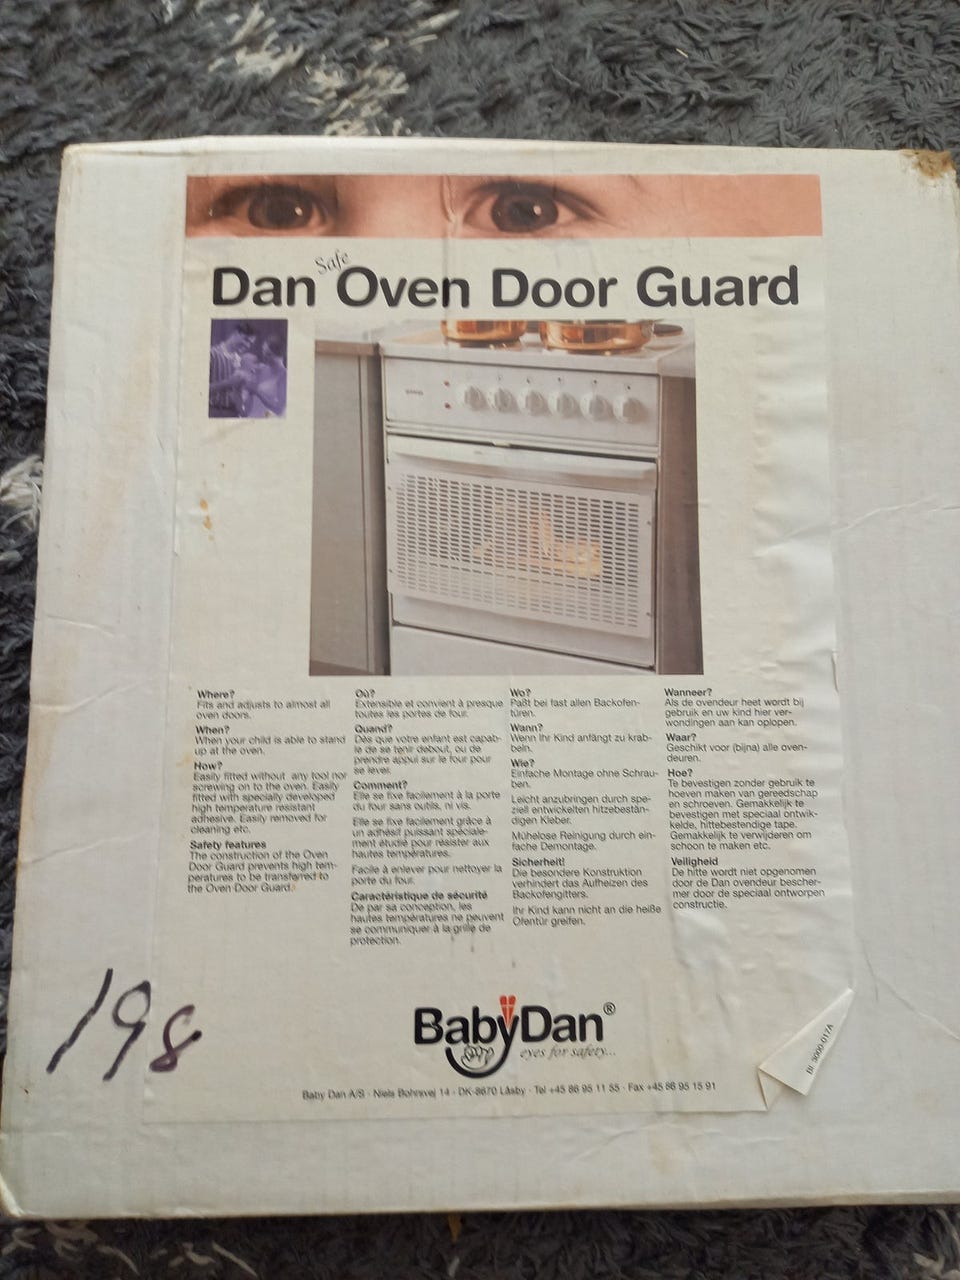 Safe
Dan Oven Door Guard
Where?
Fits and adjusts to almost all
oven doors.
When?
When your child is able to stand
up at the oven.
How?
Easily fitted without any tool nor
screwing on to the oven. Easily
fitted with specially developed
high temperature resistant
adhesive. Easily removed for
cleaning etc.
Safety features
The construction of the Oven
Door Guard prevents high tem-
peratures to be transferred to
the Oven Door Guard.
Où?
Extensible et convient à presque
toutes les portes de four.
Quand?
Dès que votre enfant est capab-
le de se tenir debout, ou de
prendre appui sur le four pour
se lever.
Comment?
Elle se fixe facilement à la porte
du four sans outils, ni vis.
Elle se fixe facilement grâce à
un adhésif puissant spéciale-
ment étudié pour résister aux
hautes températures.
Facile à enlever pour nettoyer la
porte du four.
Caractéristique de sécurité
De par sa conception, les
hautes températures ne peuvent
se communiquer à la grille de
protection.
Wo?
Paßt bei fast allen Backofen-
türen.
Wann?
Wenn Ihr Kind anfängt zu krab-
beln.
Wie?
Einfache Montage ohne Schrau-
ben.
Leicht anzubringen durch spe-
ziell entwickelten hitzebestän-
digen Kleber.
Mühelose Reinigung durch ein-
fache Demontage.
Sicherheit!
Die besondere Konstruktion
verhindert das Aufheizen des
Backofengitters.
Ihr Kind kann nicht an die heiße
Ofentür greifen.
Wanneer?
Als de ovendeur heet wordt bij
gebruik en uw kind hier ver-
wondingen aan kan oplopen.
Waar?
Geschikt voor (bijna) alle oven-
deuren.
Hoe?
Te bevestigen zonder gebruik te
hoeven maken van gereedschap
en schroeven. Gemakkelijk te
bevestigen met speciaal ontwik-
kelde, hittebestendige tape.
Gemakkelijk te verwijderen om
schoon te maken etc.
Veiligheid
De hitte wordt niet opgenomen
door de Dan ovendeur bescher-
mer door de speciaal ontworpen
constructie.
198
BabyDan®
eyes for safety...
Baby Dan A/S · Niels Bohrsvej 14 · DK-8670 Låsby · Tel +45 86 95 11 55 · Fax +45 86 95 15 91
BI. 5000-017A